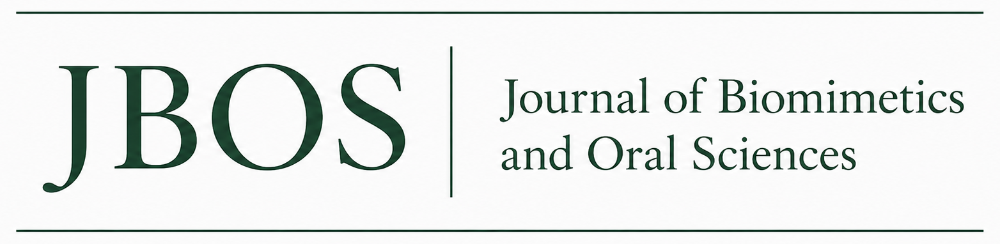 JBOS
Journal of Biomimetics
and Oral Sciences